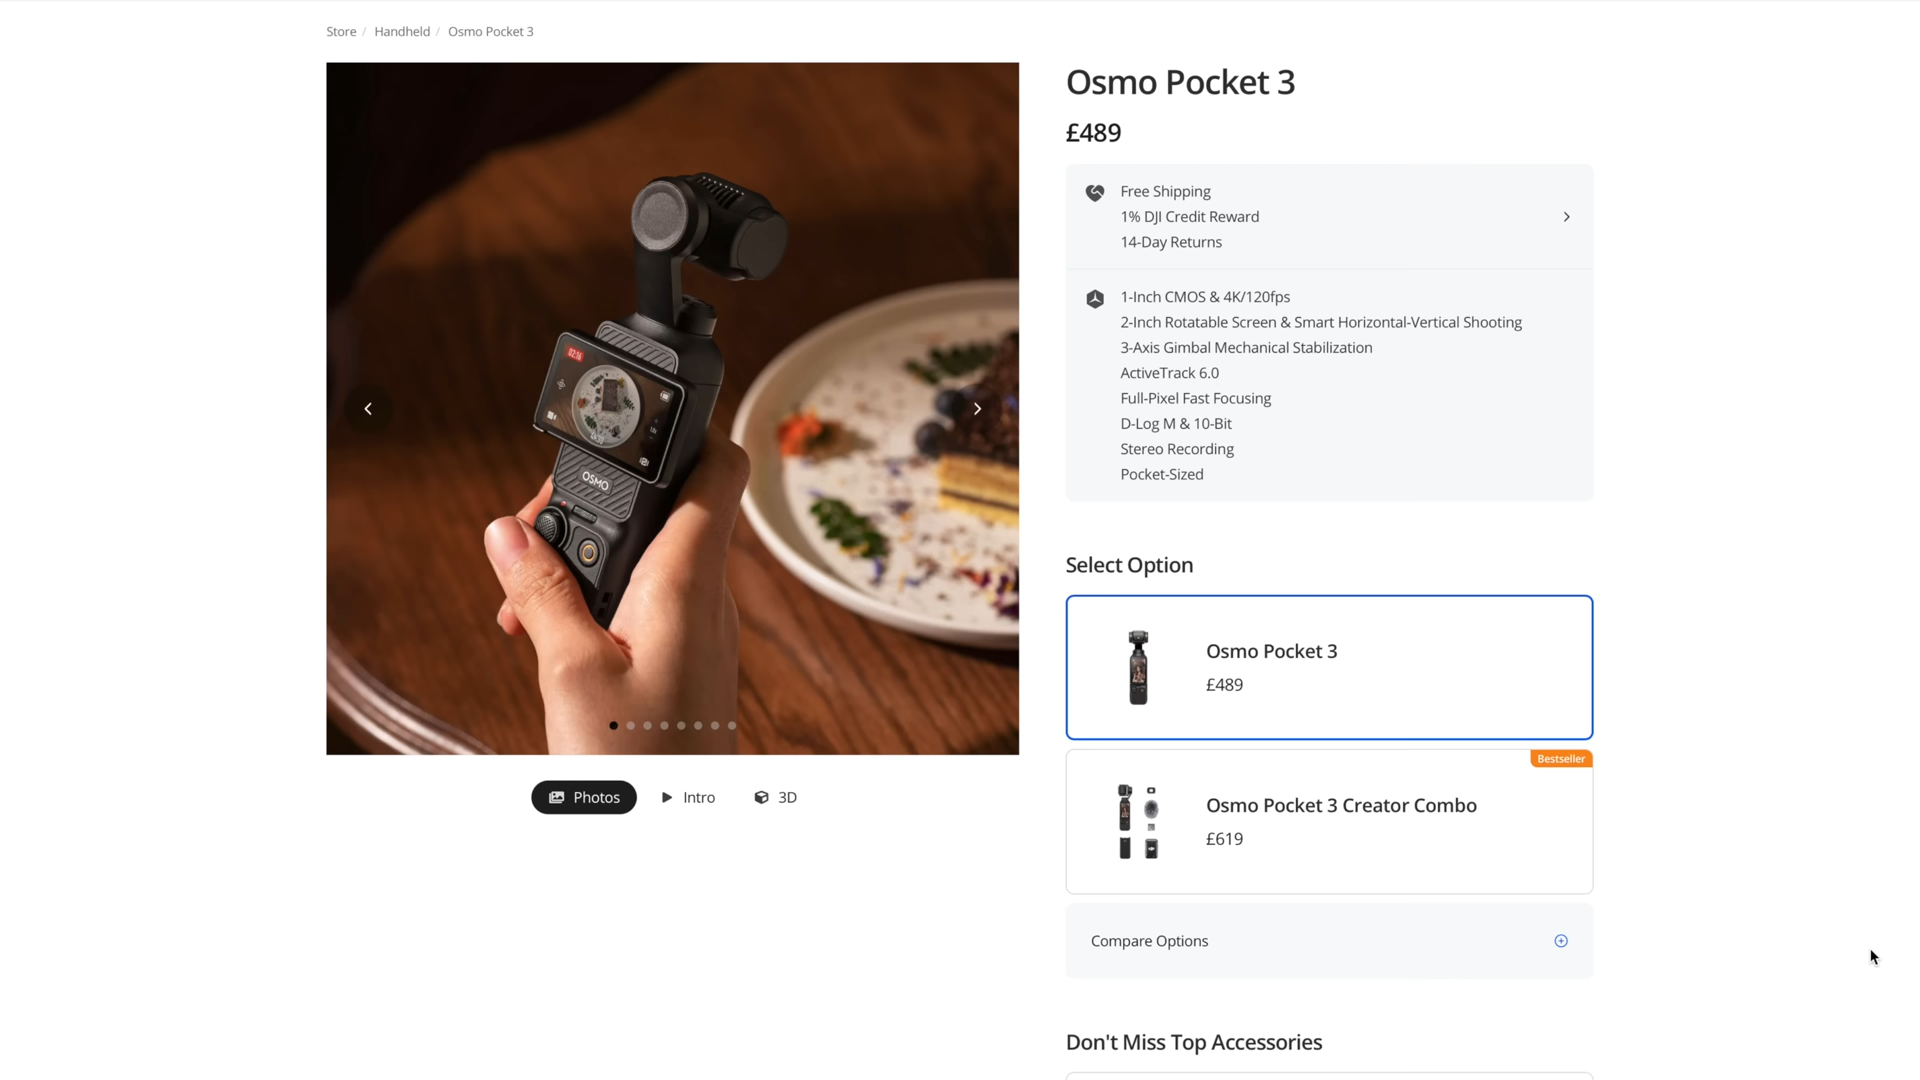 Store / Handheld / Osmo Pocket 3
Osmo Pocket 3
£489
Free Shipping
1% DJI Credit Reward
14-Day Returns
1-Inch CMOS & 4K/120fps
2-Inch Rotatable Screen & Smart Horizontal-Vertical Shooting
3-Axis Gimbal Mechanical Stabilization
ActiveTrack 6.0
Full-Pixel Fast Focusing
D-Log M & 10-Bit
Stereo Recording
Pocket-Sized
02:16
OSMO
Photos
Intro
3D
Select Option
Osmo Pocket 3
£489
Bestseller
Osmo Pocket 3 Creator Combo
£619
Compare Options
Don't Miss Top Accessories